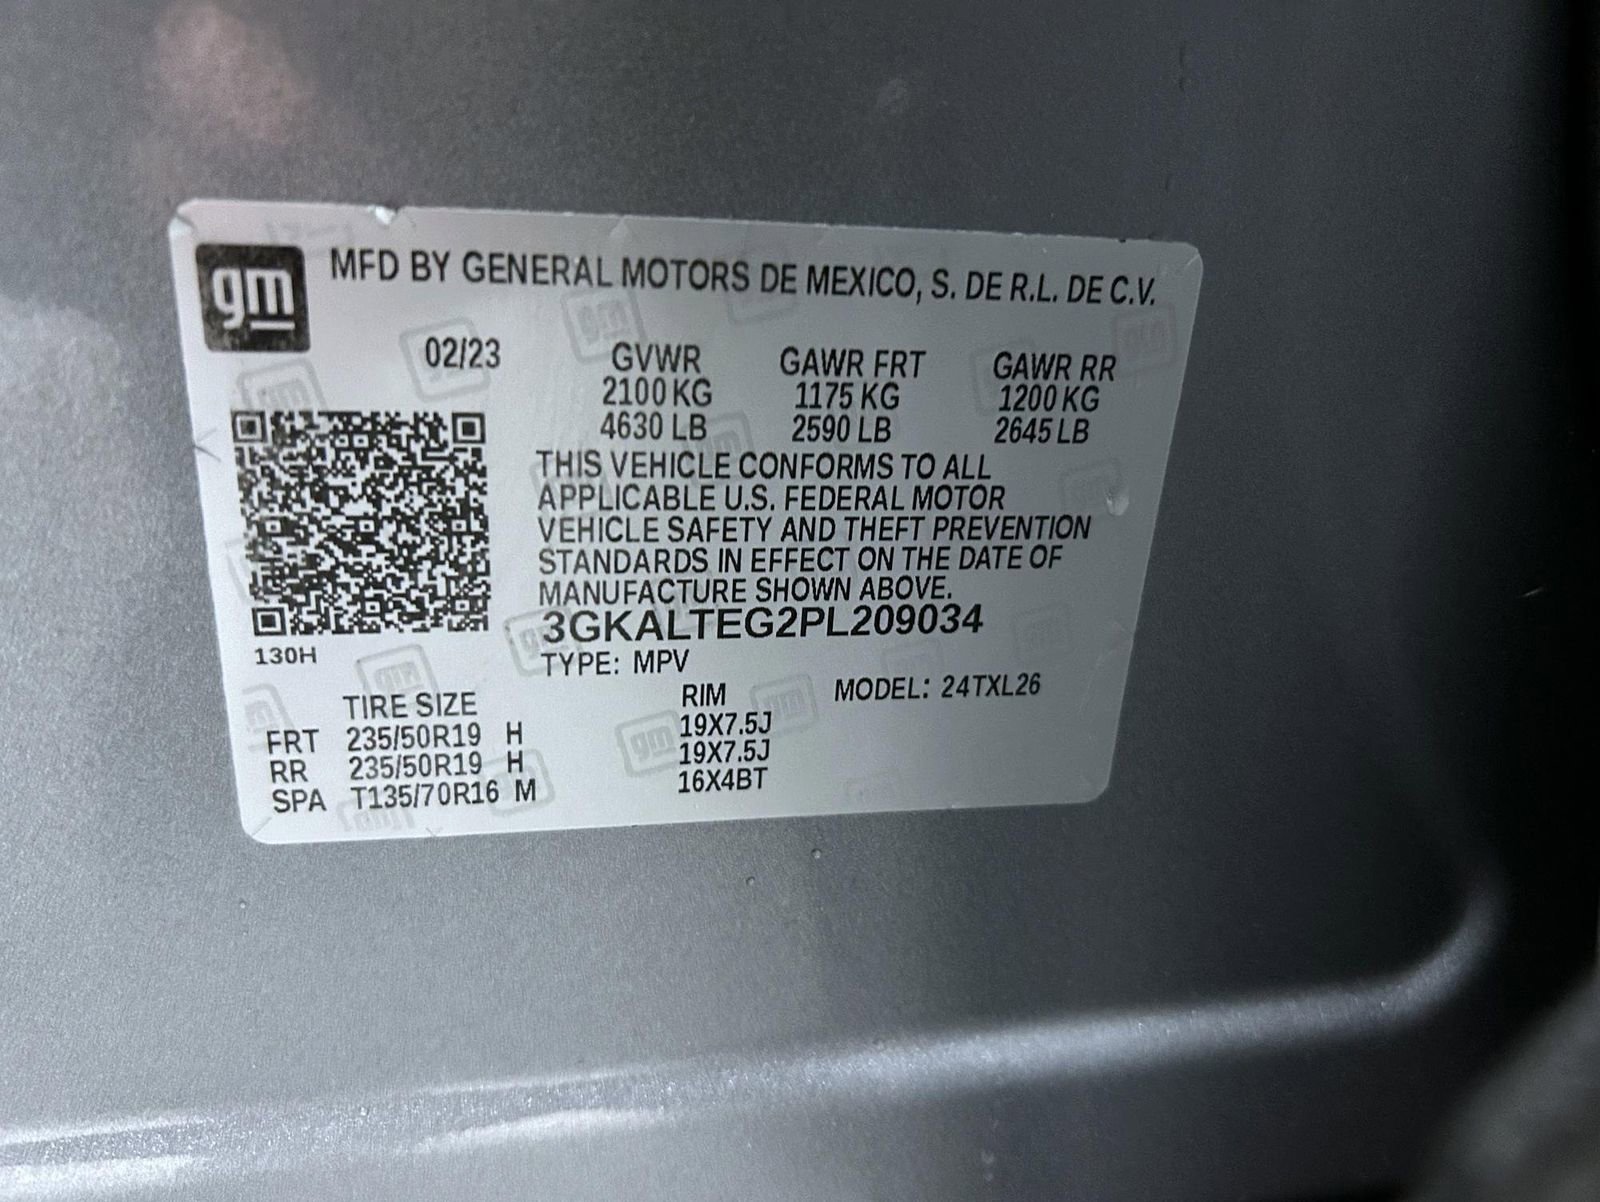 gm
MFD BY GENERAL MOTORS DE MEXICO, S. DE R.L. DE C.V.
02/23 GVWR GAWR FRT GAWR RR
2100 KG 1175 KG 1200 KG
4630 LB 2590 LB 2645 LB
THIS VEHICLE CONFORMS TO ALL
APPLICABLE U.S. FEDERAL MOTOR
VEHICLE SAFETY AND THEFT PREVENTION
STANDARDS IN EFFECT ON THE DATE OF
MANUFACTURE SHOWN ABOVE.
3GKALTEG2PL209034
130H
TYPE: MPV
TIRE SIZE RIM MODEL: 24TXL26
FRT 235/50R19 H 19X7.5J
RR 235/50R19 H 19X7.5J
SPA T135/70R16 M 16X4BT